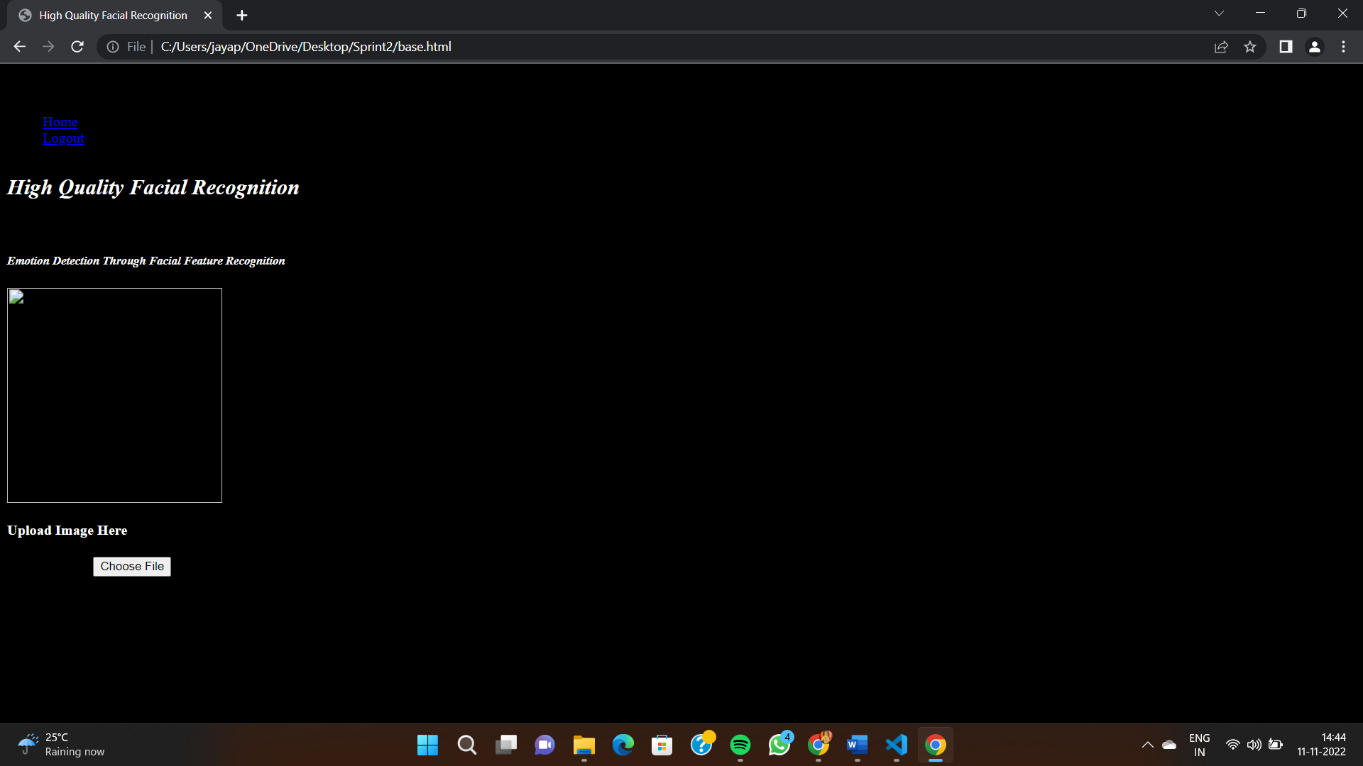 High Quality Facial Recognition
File | C:/Users/jayap/OneDrive/Desktop/Sprint2/base.html
Home
Logout
High Quality Facial Recognition
Emotion Detection Through Facial Feature Recognition
Upload Image Here
Choose File
25°C
Raining now
4
ENG
IN
14:44
11-11-2022